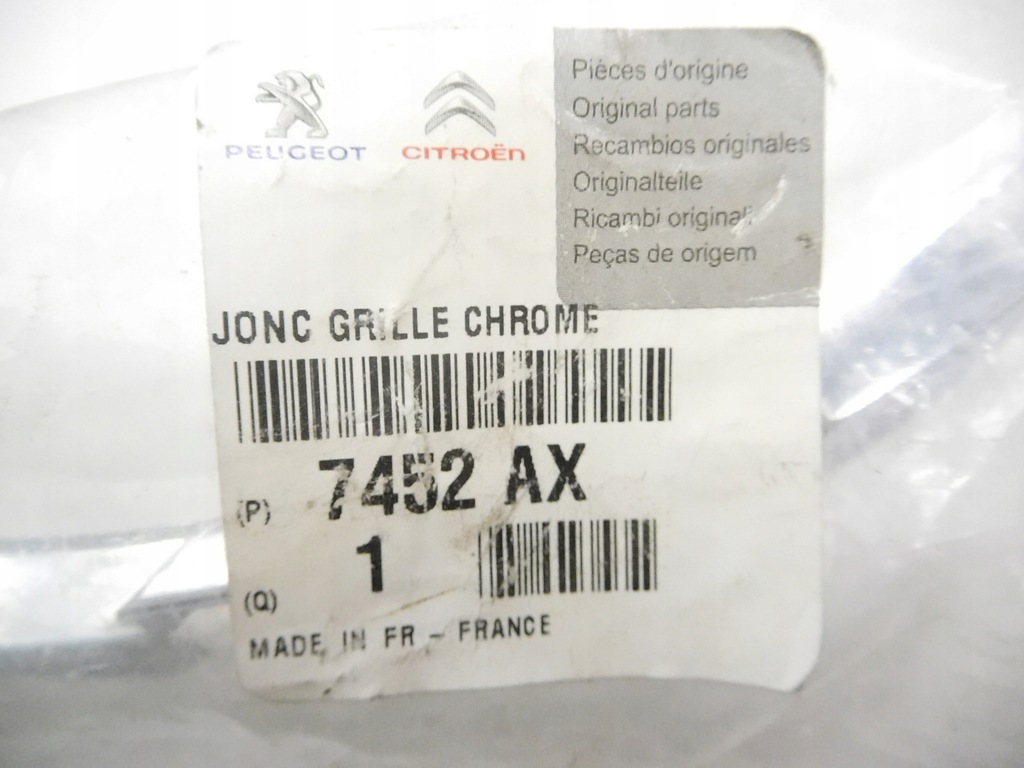 PEUGEOT CITROËN
Pièces d'origine
Original parts
Recambios originales
Originalteile
Ricambi originali
Peças de origem
JONC GRILLE CHROME
(P) 7452 AX
(Q) 1
MADE IN FR - FRANCE